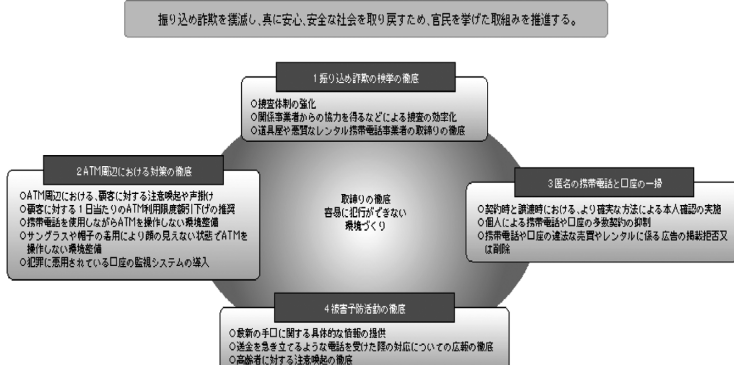 振り込め詐欺を撲滅し、真に安心、安全な社会を取り戻すため、官民を挙げた取組みを推進する。
1振り込め詐欺の検挙の徹底
○捜査体制の強化
○関係事業者からの協力を得るなどによる捜査の効率化
○道具屋や悪質なレンタル携帯電話事業者の取締りの徹底
2ATM周辺における対策の徹底
○ATM周辺における、顧客に対する注意喚起や声掛け
○顧客に対する1日当たりのATM利用限度額引下げの推奨
○携帯電話を使用しながらATMを操作しない環境整備
○サングラスや帽子の着用により顔の見えない状態でATMを
操作しない環境整備
○犯罪に悪用されている口座の監視システムの導入
取締りの徹底
容易に犯行ができない
環境づくり
3匿名の携帯電話と口座の一掃
○契約時と譲渡時における、より確実な方法による本人確認の実施
○個人による携帯電話や口座の多数契約の抑制
○携帯電話や口座の違法な売買やレンタルに係る広告の掲載拒否又
は削除
4被害予防活動の徹底
○最新の手口に関する具体的な情報の提供
○送金を急き立てるような電話を受けた際の対応についての広報の徹底
○高齢者に対する注意喚起の徹底